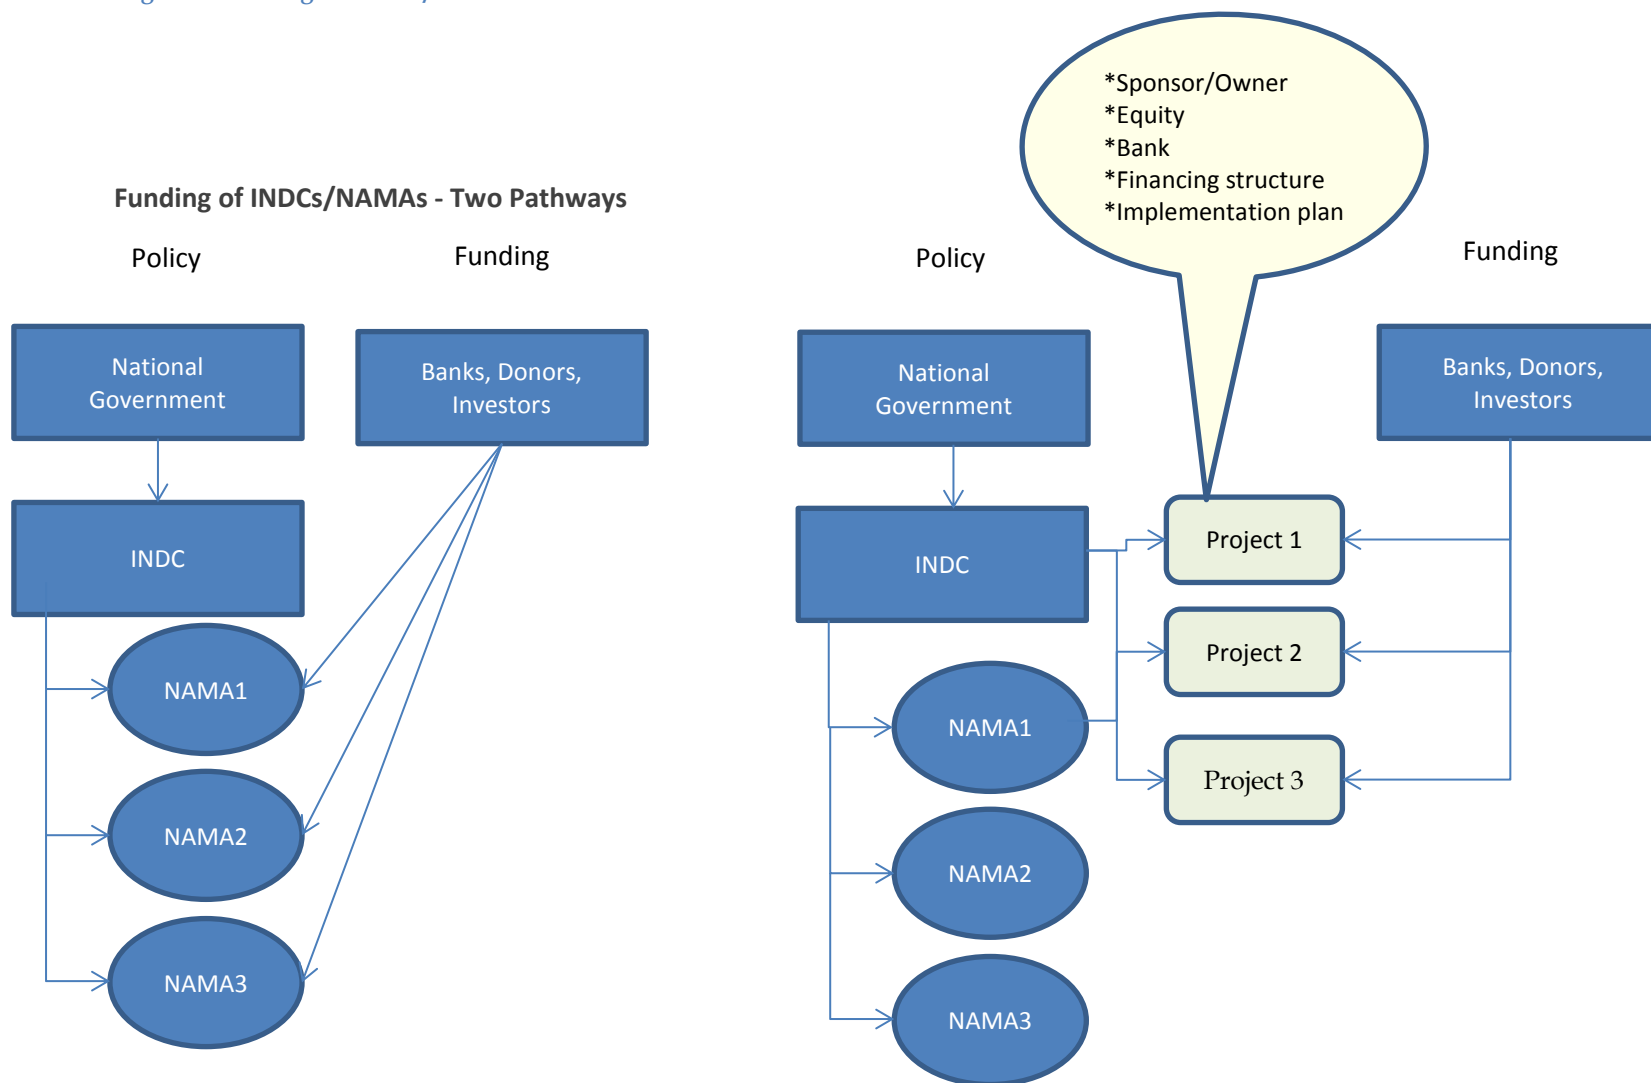 *Sponsor/Owner
*Equity
*Bank
*Financing structure
*Implementation plan
Funding of INDCs/NAMAs - Two Pathways
Policy
Funding
National
Government
Banks, Donors,
Investors
INDC
NAMA1
NAMA2
NAMA3
Policy
Funding
National
Government
Banks, Donors,
Investors
INDC
Project 1
Project 2
Project 3
NAMA1
NAMA2
NAMA3